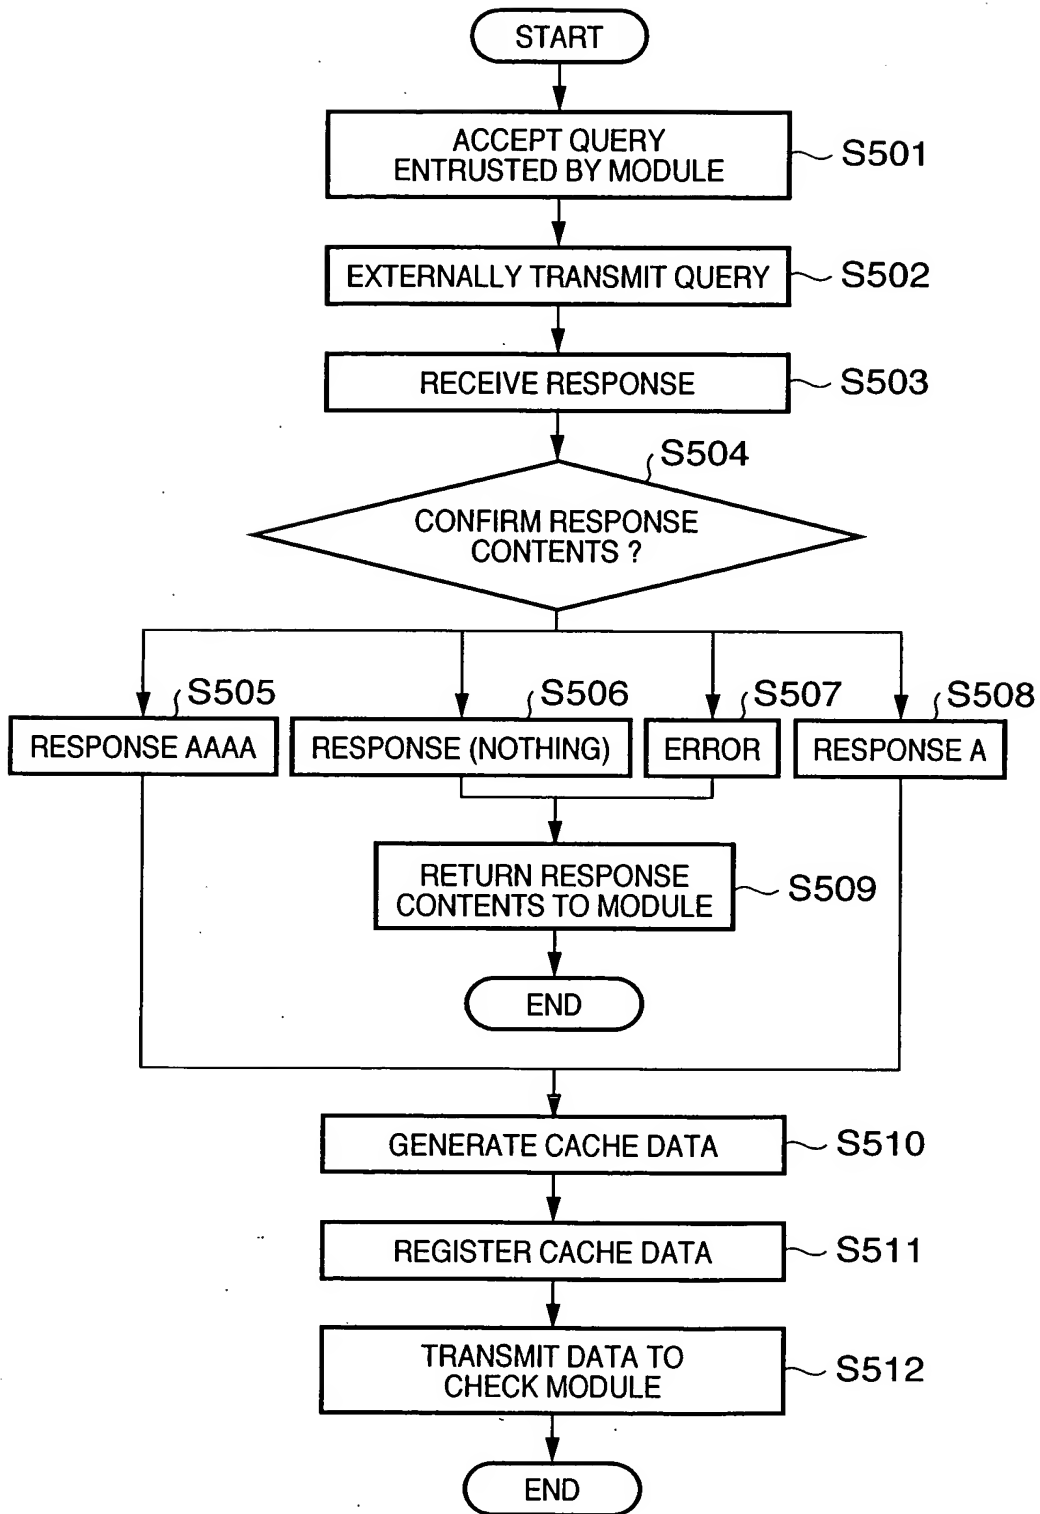 START
ACCEPT QUERY
ENTRUSTED BY MODULE
S501
EXTERNALLY TRANSMIT QUERY
S502
RECEIVE RESPONSE
S503
S504
CONFIRM RESPONSE
CONTENTS ?
S505
S506
S507
S508
RESPONSE AAAA
RESPONSE (NOTHING)
ERROR
RESPONSE A
RETURN RESPONSE
CONTENTS TO MODULE
S509
END
GENERATE CACHE DATA
S510
REGISTER CACHE DATA
S511
TRANSMIT DATA TO
CHECK MODULE
S512
END